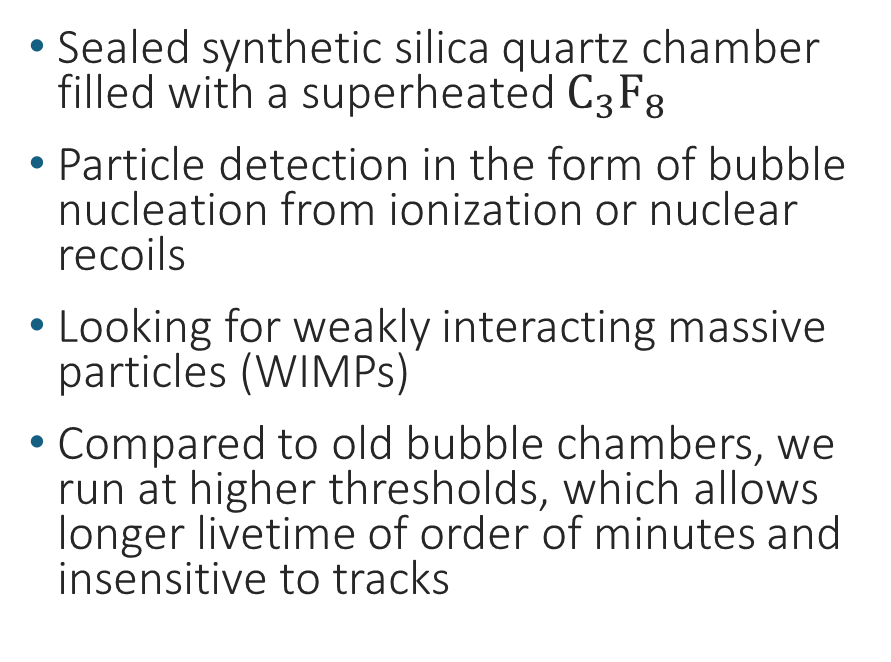 • Sealed synthetic silica quartz chamber
filled with a superheated C₃F₈
• Particle detection in the form of bubble
nucleation from ionization or nuclear
recoils
• Looking for weakly interacting massive
particles (WIMPs)
• Compared to old bubble chambers, we
run at higher thresholds, which allows
longer livetime of order of minutes and
insensitive to tracks